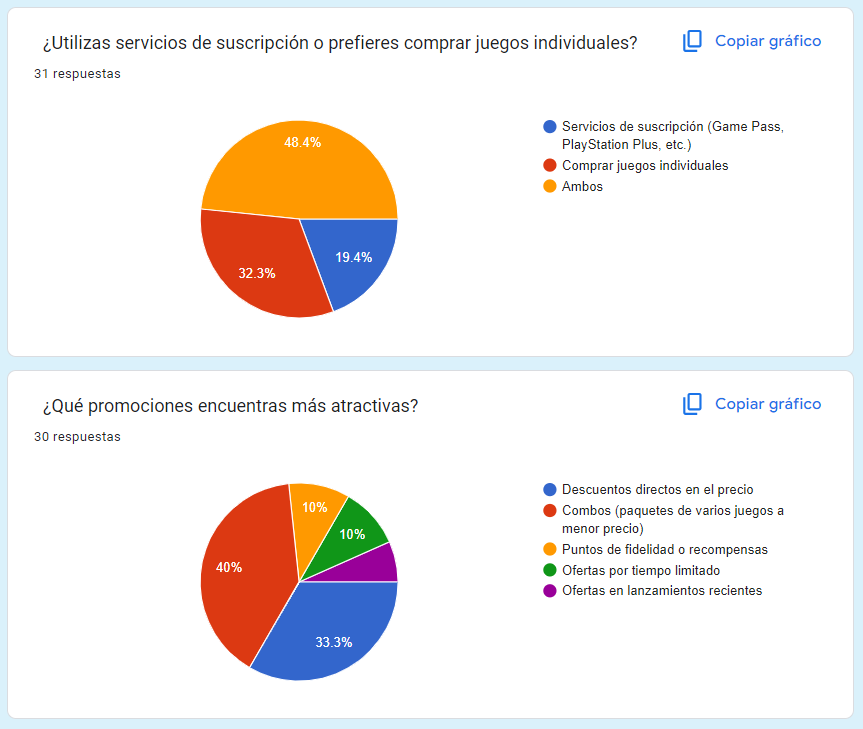 ¿Utilizas servicios de suscripción o prefieres comprar juegos individuales?
Copiar gráfico
31 respuestas
48.4%
32.3%
19.4%
Servicios de suscripción (Game Pass,
PlayStation Plus, etc.)
Comprar juegos individuales
Ambos
¿Qué promociones encuentras más atractivas?
Copiar gráfico
30 respuestas
10%
10%
40%
33.3%
Descuentos directos en el precio
Combos (paquetes de varios juegos a
menor precio)
Puntos de fidelidad o recompensas
Ofertas por tiempo limitado
Ofertas en lanzamientos recientes